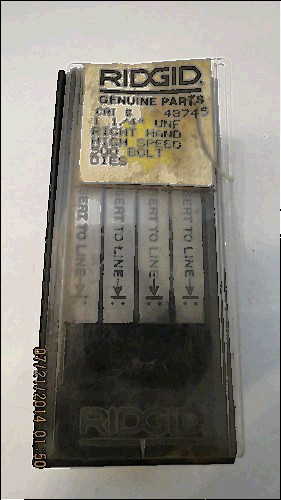 RIDGID
GENUINE PARTS
CAT # 48745
1 1/4" UNF
RIGHT HAND
HIGH SPEED
500 BOLT
DIES
INSERT TO LINE
INSERT TO LINE
INSERT TO LINE
INSERT TO LINE
RIDGID
07/21/2014 01:50